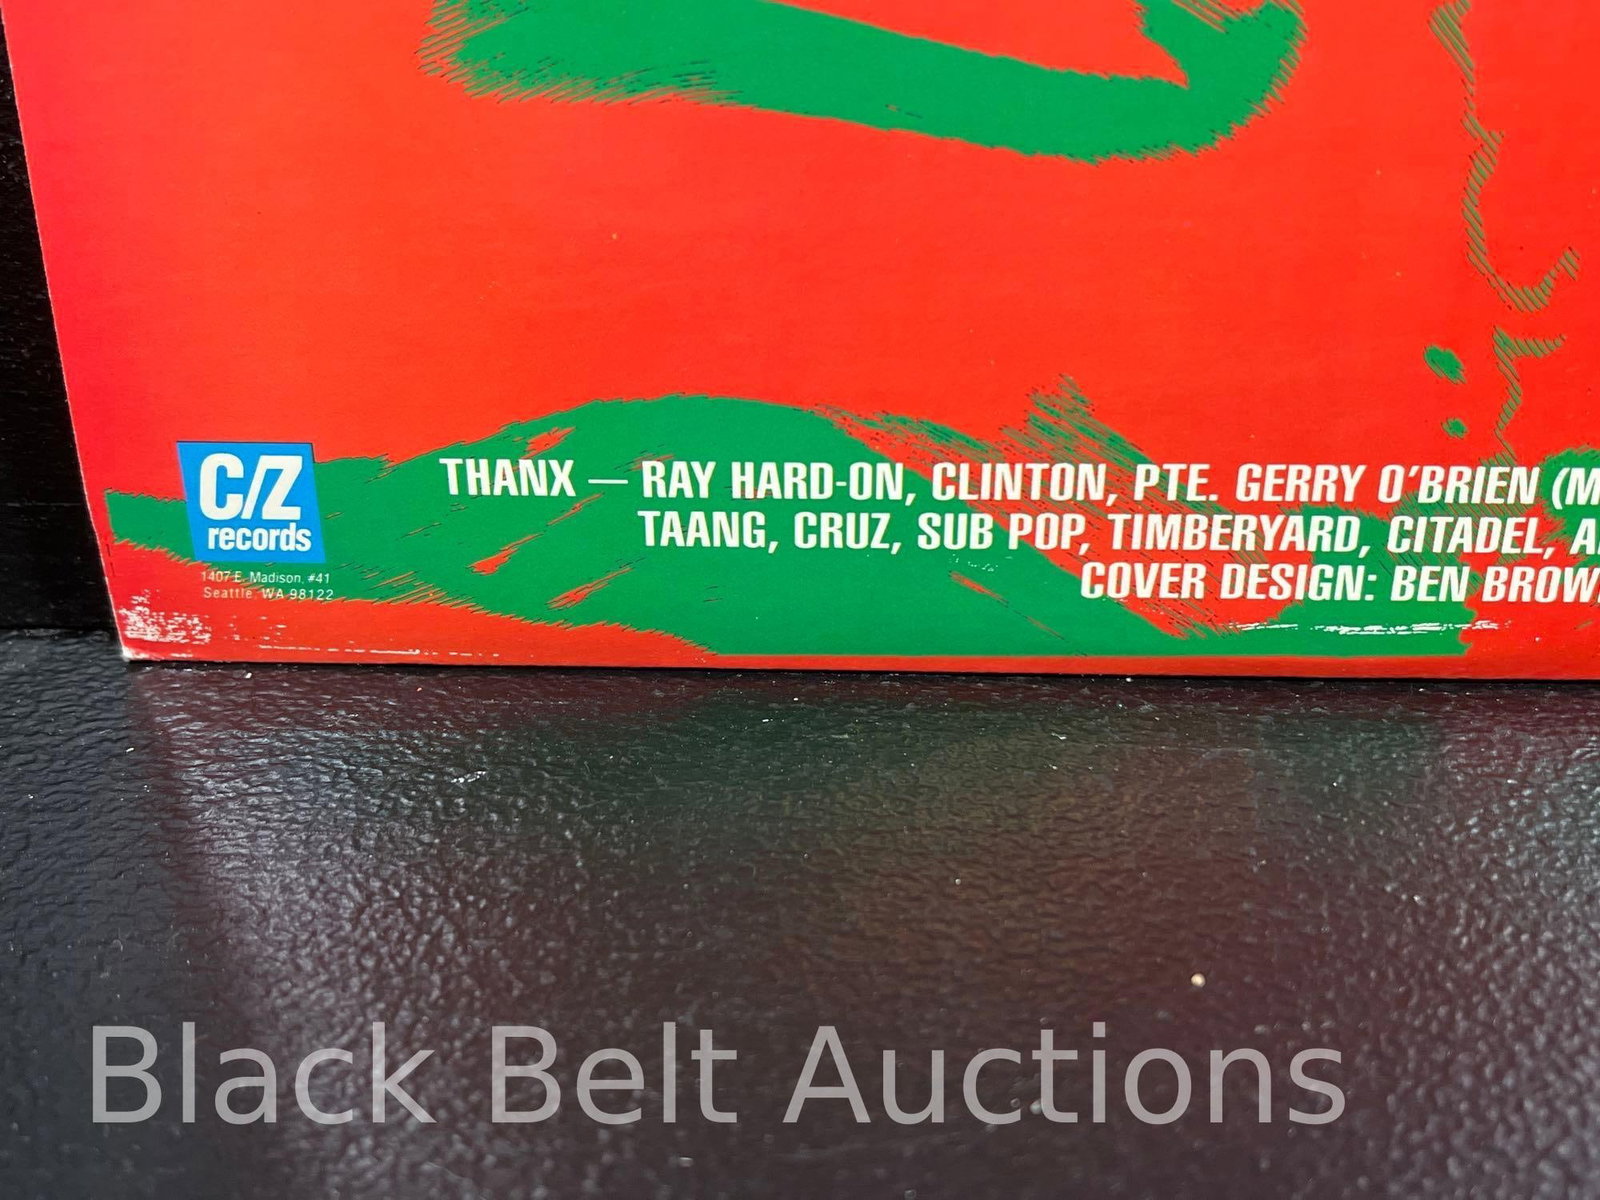 C/Z
records
1407 E. Madison, #41
Seattle WA 98122
THANX — RAY HARD-ON, CLINTON, PTE. GERRY O'BRIEN (M
TAANG, CRUZ, SUB POP, TIMBERYARD, CITADEL, A
COVER DESIGN: BEN BROW
Black Belt Auctions